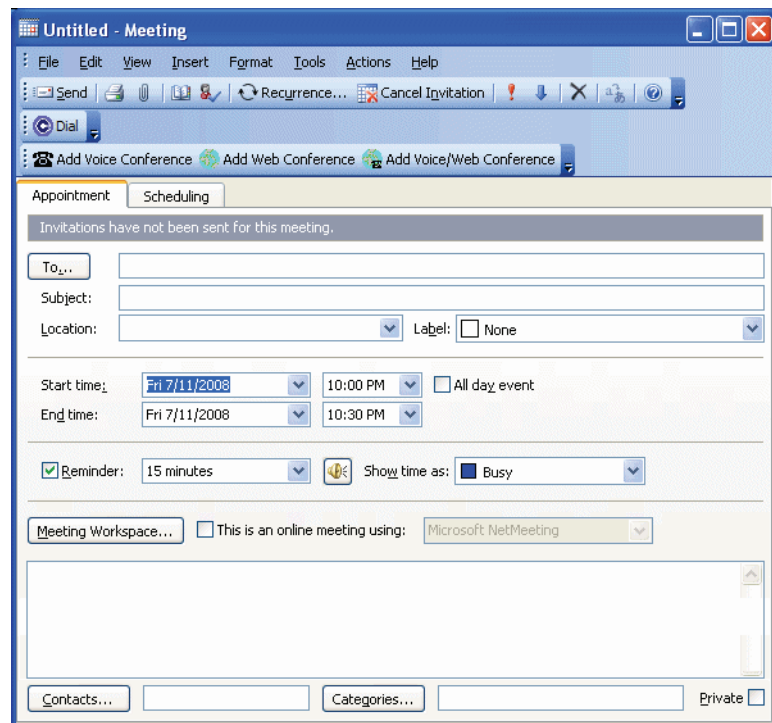 Untitled - Meeting
File Edit View Insert Format Tools Actions Help
Send Recurrence... Cancel Invitation
Dial
Add Voice Conference Add Web Conference Add Voice/Web Conference
Appointment Scheduling
Invitations have not been sent for this meeting.
To...
Subject:
Location: Label: None
Start time: Fri 7/11/2008 10:00 PM All day event
End time: Fri 7/11/2008 10:30 PM
Reminder: 15 minutes Show time as: Busy
Meeting Workspace... This is an online meeting using: Microsoft NetMeeting
Contacts... Categories... Private